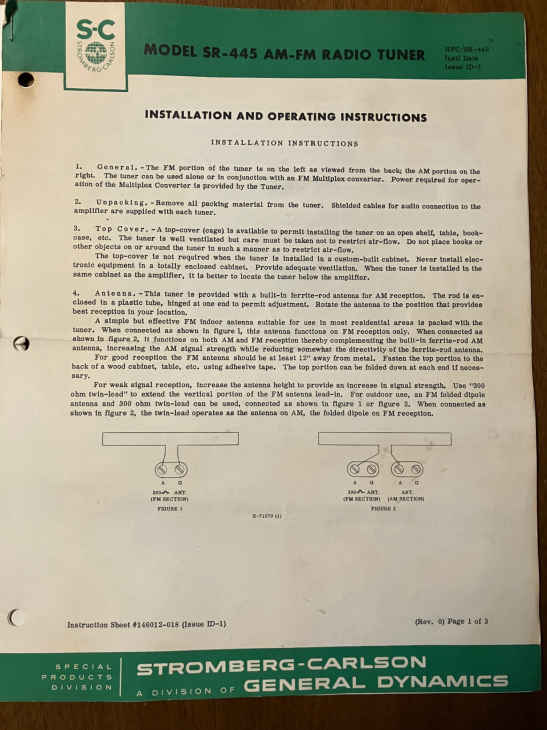 S-C
STROMBERG-CARLSON
MODEL SR-445 AM-FM RADIO TUNER
Inst Data
Issue ID-1
INSTALLATION AND OPERATING INSTRUCTIONS
INSTALLATION INSTRUCTIONS
1. General. - The FM portion of the tuner is on the left as viewed from the back; the AM portion on the
right. The tuner can be used alone or in conjunction with an FM Multiplex converter. Power required for oper-
ation of the Multiplex Converter is provided by the Tuner.
2. Unpacking. - Remove all packing material from the tuner. Shielded cables for audio connection to the
amplifier are supplied with each tuner.
3. Top Cover. - A top-cover (cage) is available to permit installing the tuner on an open shelf, table, book-
case, etc. The tuner is well ventilated but care must be taken not to restrict air-flow. Do not place books or
other objects on or around the tuner in such a manner as to restrict air-flow.
The top-cover is not required when the tuner is installed in a custom-built cabinet. Never install elec-
tronic equipment in a totally enclosed cabinet. Provide adequate ventilation. When the tuner is installed in the
same cabinet as the amplifier, it is better to locate the tuner below the amplifier.
4. Antenna. - This tuner is provided with a built-in ferrite-rod antenna for AM reception. The rod is en-
closed in a plastic tube, hinged at one end to permit adjustment. Rotate the antenna to the position that provides
best reception in your location.
A simple but effective FM indoor antenna suitable for use in most residential areas is packed with the
tuner. When connected as shown in figure 1, this antenna functions on FM reception only. When connected as
shown in figure 2, it functions on both AM and FM reception thereby complementing the built-in ferrite-rod AM
antenna, increasing the AM signal strength while reducing somewhat the directivity of the ferrite-rod antenna.
For good reception the FM antenna should be at least 12" away from metal. Fasten the top portion to the
back of a wood cabinet, table, etc. using adhesive tape. The top portion can be folded down at each end if neces-
sary.
For weak signal reception, increase the antenna height to provide an increase in signal strength. Use "300
ohm twin-lead" to extend the vertical portion of the FM antenna lead-in. For outdoor use, an FM folded dipole
antenna and 300 ohm twin-lead can be used, connected as shown in figure 1 or figure 2. When connected as
shown in figure 2, the twin-lead operates as the antenna on AM, the folded dipole on FM reception.
A G A G A G
ANT. ANT. ANT.
(FM SECTION) (FM SECTION) (AM SECTION)
FIGURE 1 FIGURE 2
Instruction Sheet #146012-018 (Issue ID-1) (Rev. 0) Page 1 of 3
SPECIAL
PRODUCTS
DIVISION
STROMBERG-CARLSON
A DIVISION OF GENERAL DYNAMICS